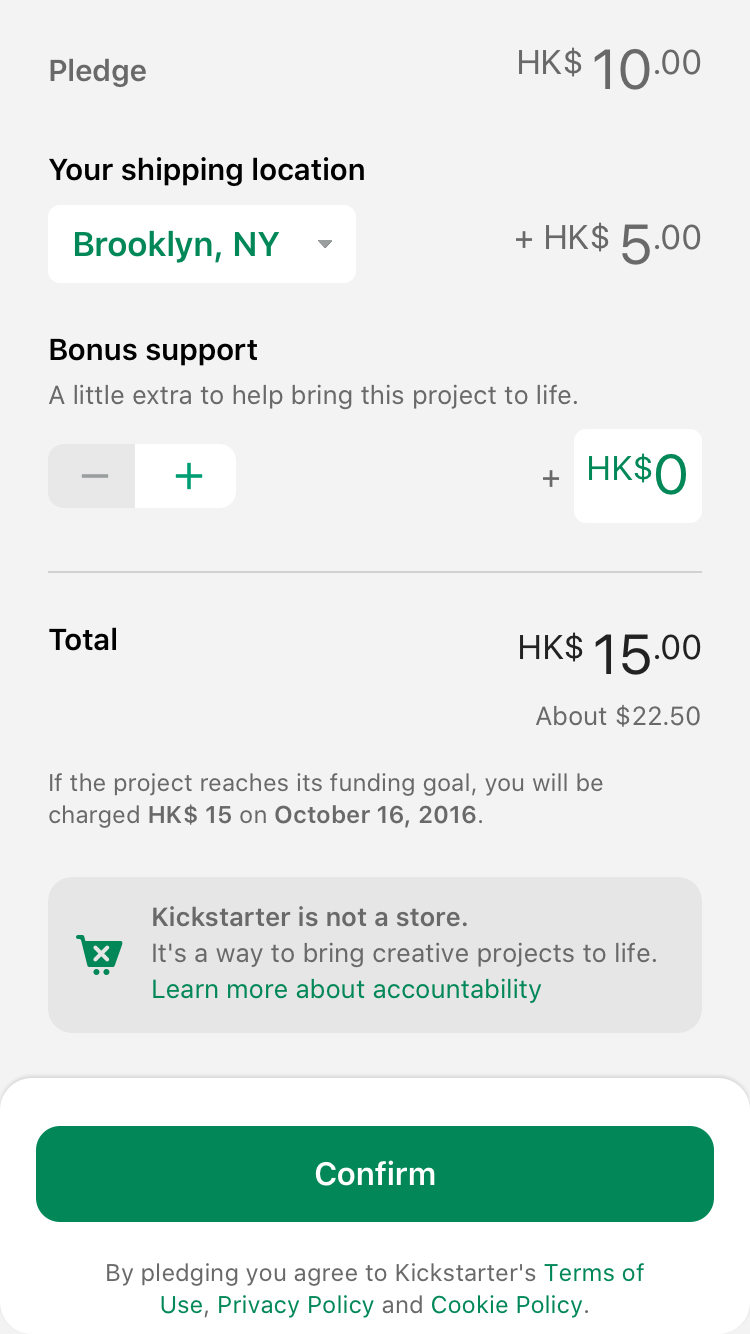 Pledge HK$ 10.00
Your shipping location
Brooklyn, NY + HK$ 5.00
Bonus support
A little extra to help bring this project to life.
− + + HK$0
Total HK$ 15.00
About $22.50
If the project reaches its funding goal, you will be
charged HK$ 15 on October 16, 2016.
Kickstarter is not a store.
It's a way to bring creative projects to life.
Learn more about accountability
Confirm
By pledging you agree to Kickstarter's Terms of
Use, Privacy Policy and Cookie Policy.